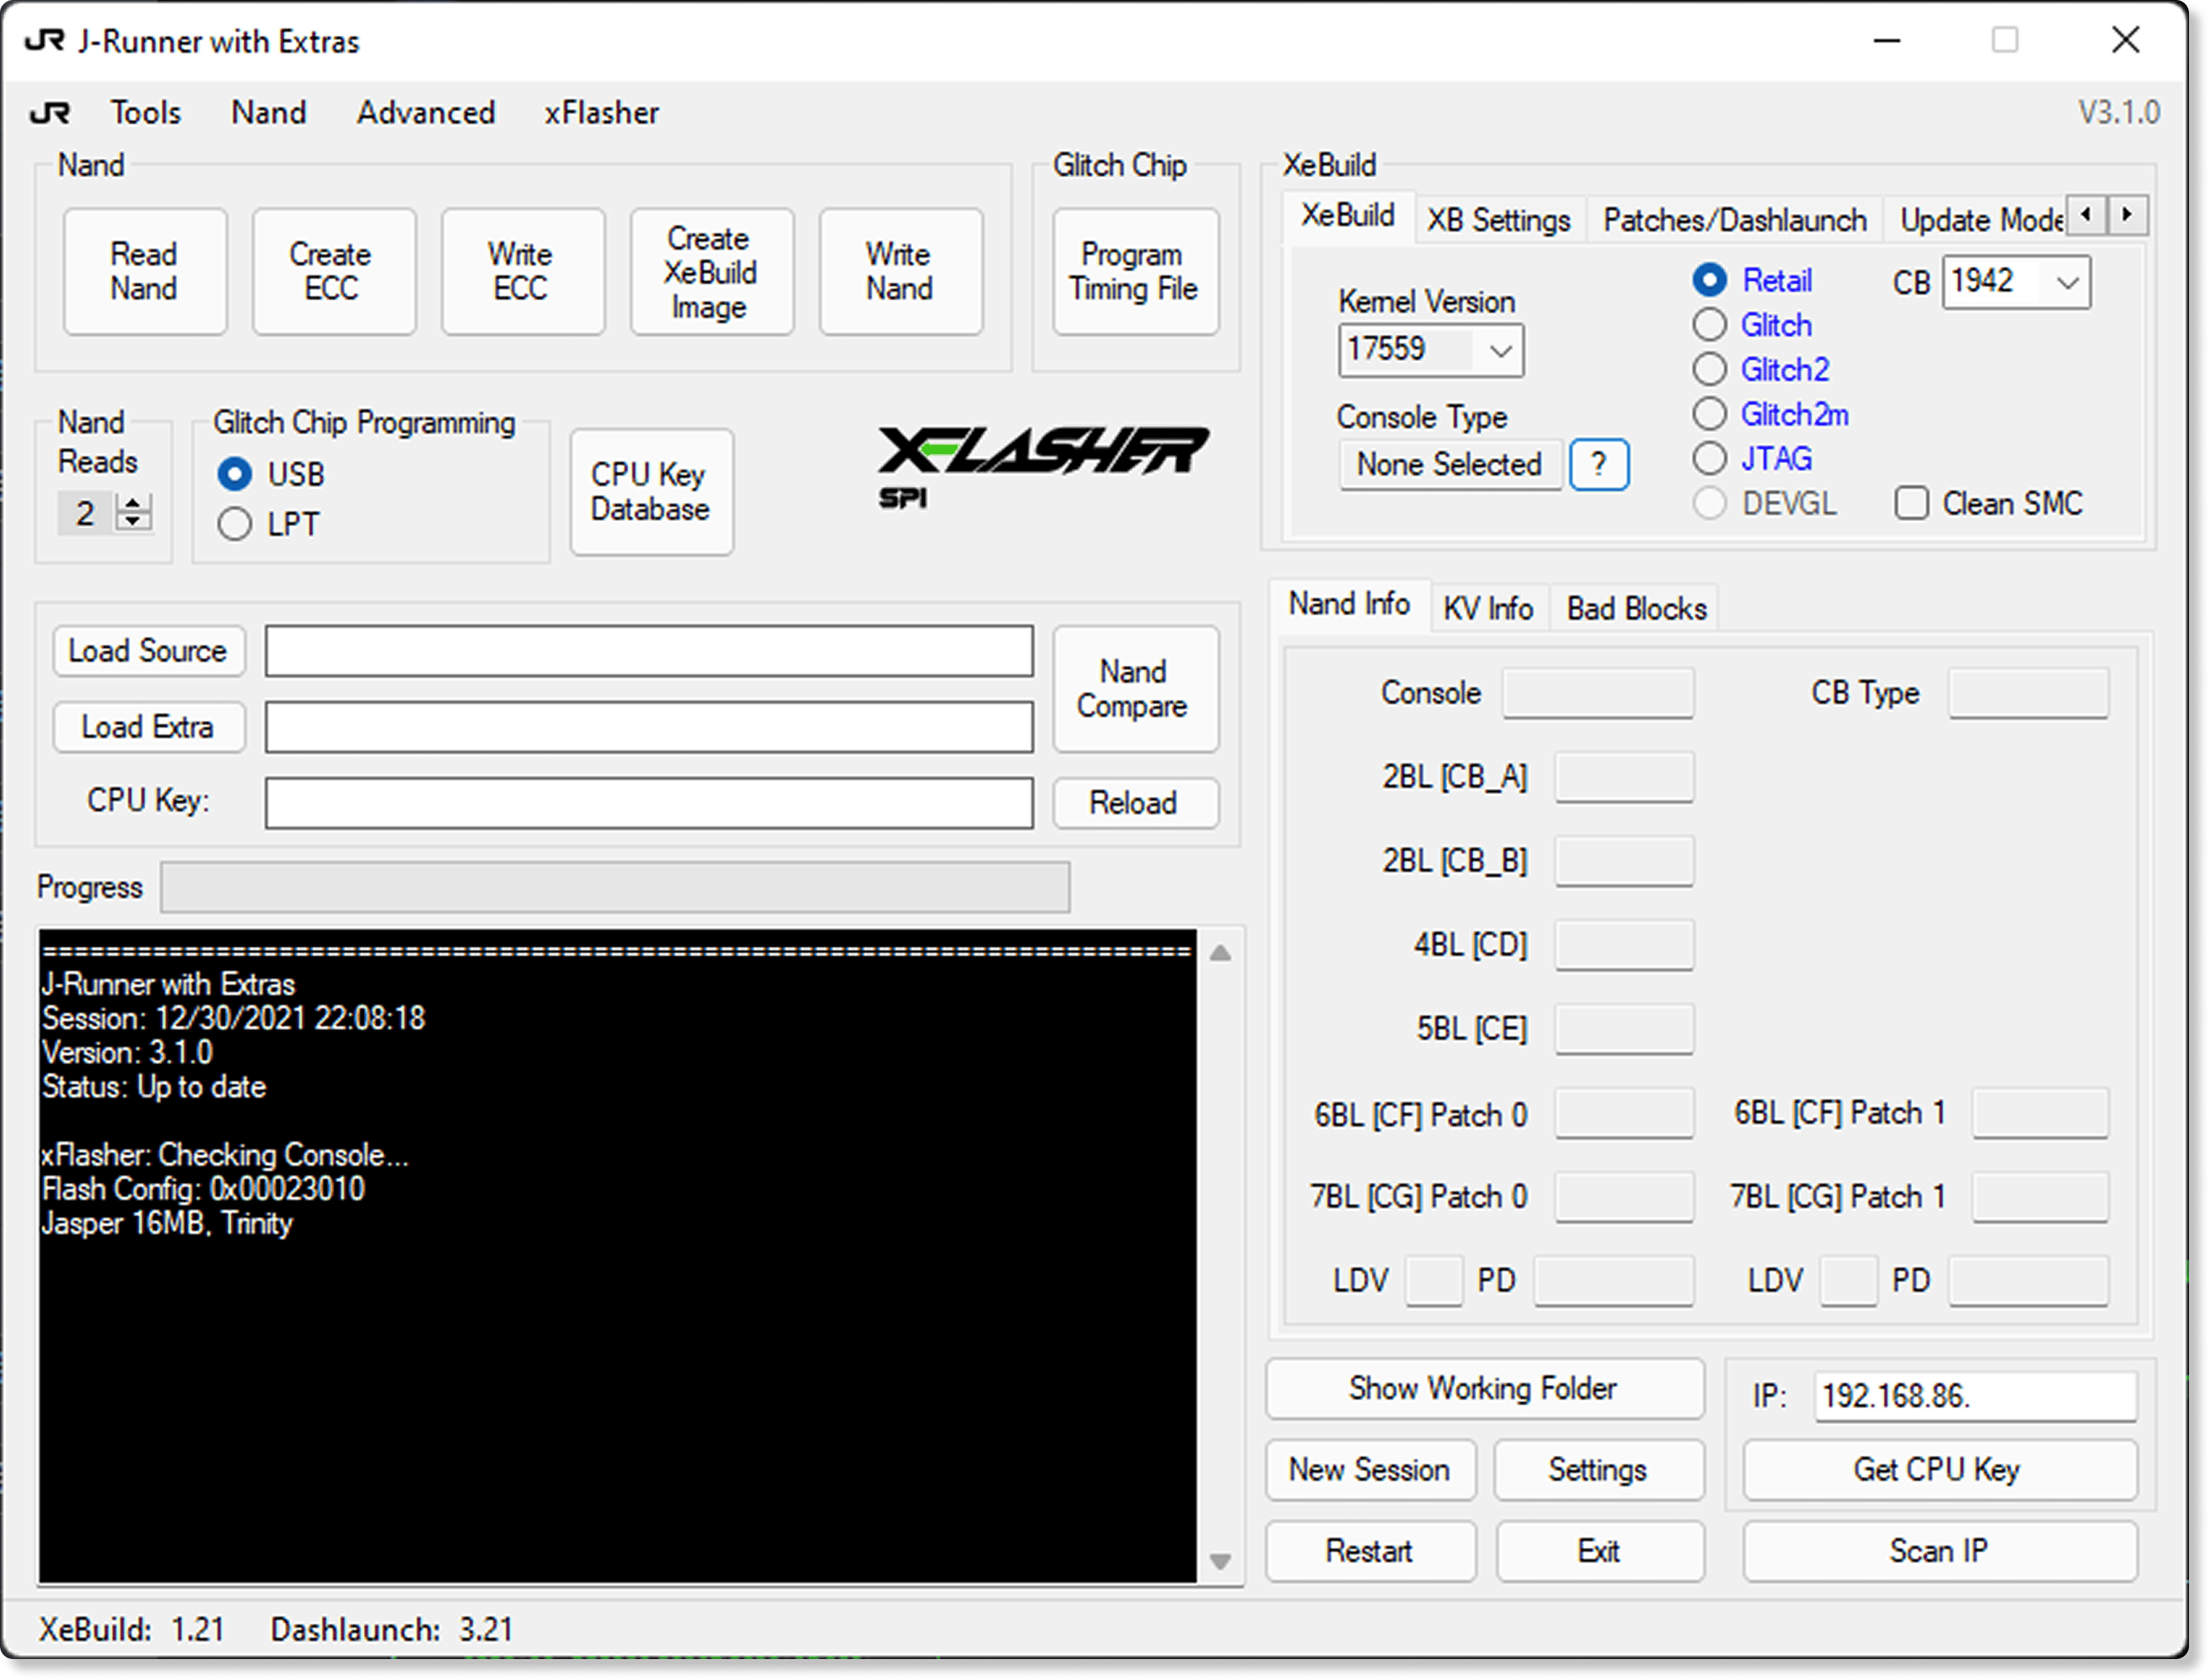 JR J-Runner with Extras
JR Tools Nand Advanced xFlasher V3.1.0
Nand
Read Nand
Create ECC
Write ECC
Create XeBuild Image
Write Nand
Glitch Chip
Program Timing File
Nand Reads
2
Glitch Chip Programming
USB
LPT
CPU Key Database
XFLASHER
SPI
XeBuild
XeBuild XB Settings Patches/Dashlaunch Update Mode
Kernel Version
17559
Console Type
None Selected ?
Retail
Glitch
Glitch2
Glitch2m
JTAG
DEVGL
CB 1942
Clean SMC
Load Source
Load Extra
CPU Key:
Nand Compare
Reload
Progress
=========================================================================
J-Runner with Extras
Session: 12/30/2021 22:08:18
Version: 3.1.0
Status: Up to date
xFlasher: Checking Console...
Flash Config: 0x00023010
Jasper 16MB, Trinity
Nand Info KV Info Bad Blocks
Console CB Type
2BL [CB_A]
2BL [CB_B]
4BL [CD]
5BL [CE]
6BL [CF] Patch 0 6BL [CF] Patch 1
7BL [CG] Patch 0 7BL [CG] Patch 1
LDV PD LDV PD
Show Working Folder
New Session Settings
Restart Exit
IP: 192.168.86.
Get CPU Key
Scan IP
XeBuild: 1.21 Dashlaunch: 3.21